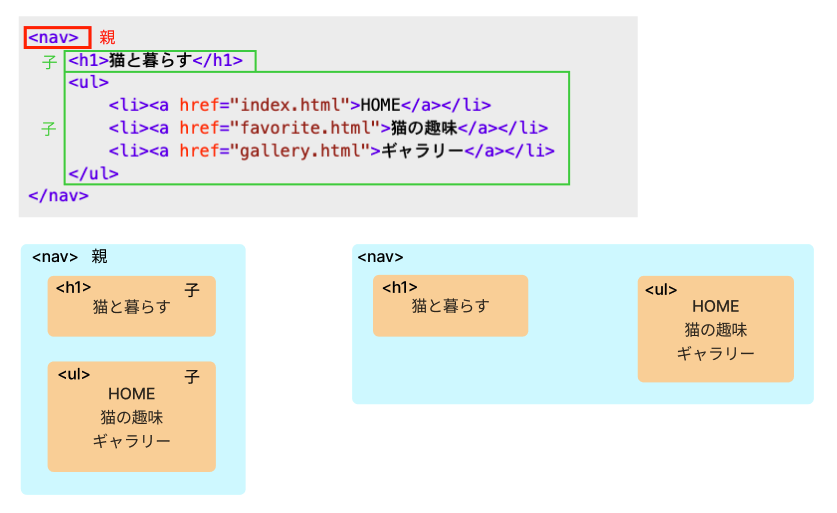 <nav> 親
子 <h1>猫と暮らす</h1>
<ul>
<li><a href="index.html">HOME</a></li>
子 <li><a href="favorite.html">猫の趣味</a></li>
<li><a href="gallery.html">ギャラリー</a></li>
</ul>
</nav>
<nav> 親
<h1> 子
猫と暮らす
<ul> 子
HOME
猫の趣味
ギャラリー
<nav>
<h1>
猫と暮らす
<ul>
HOME
猫の趣味
ギャラリー